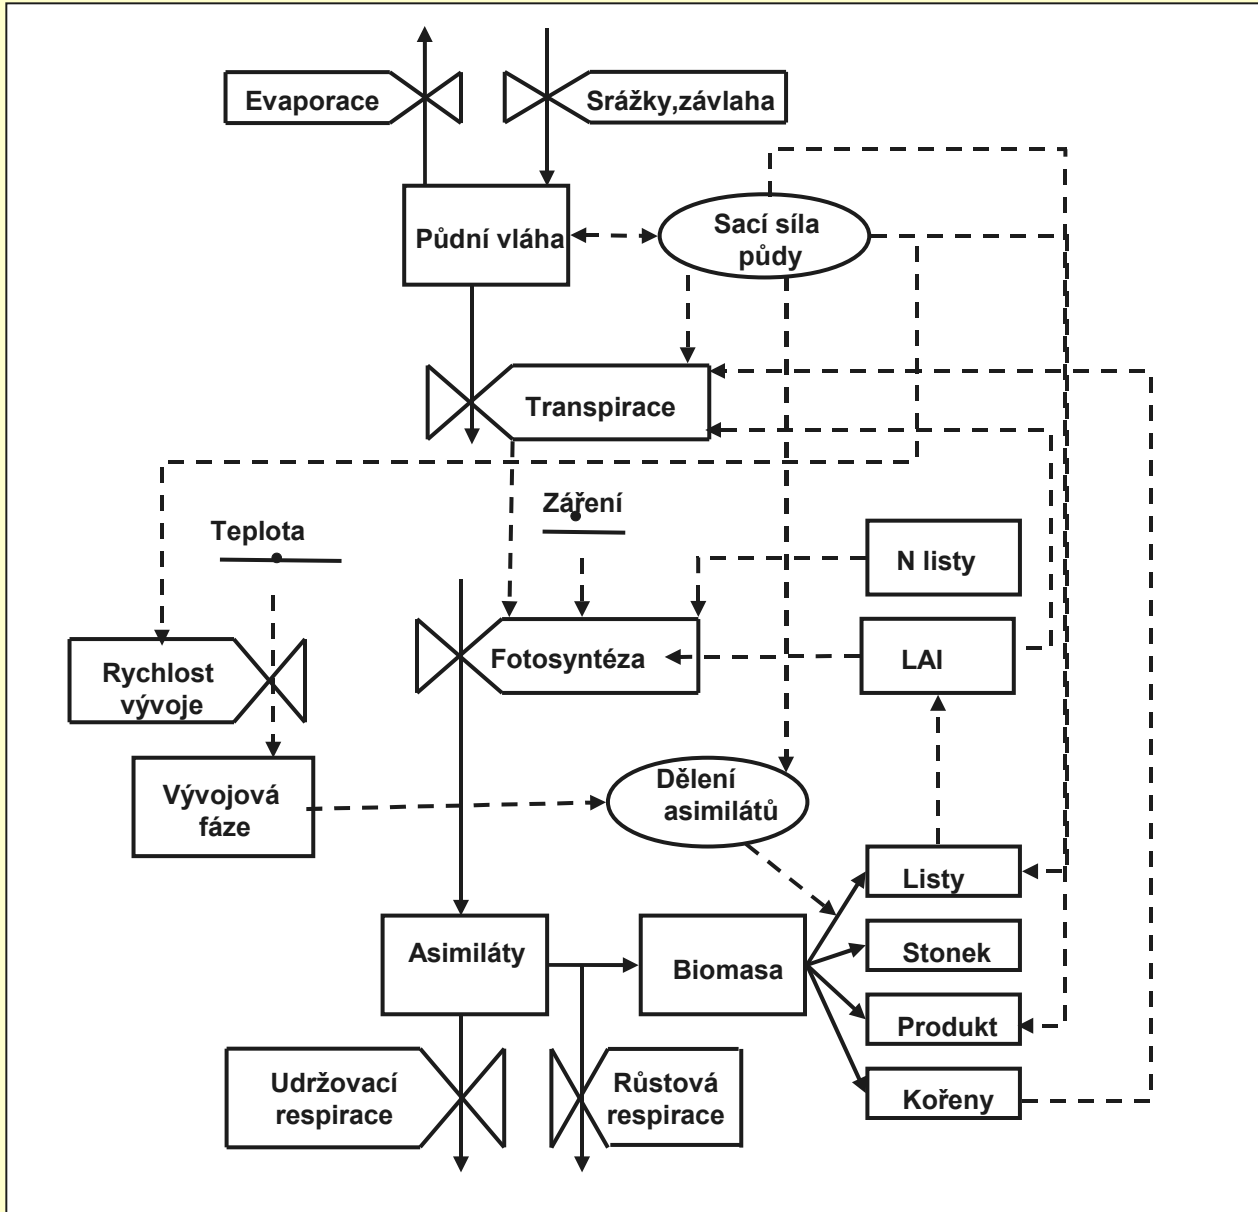 Evaporace
Srážky,závlaha
Půdní vláha
Sací síla
půdy
Transpirace
Záření
Teplota
N listy
Rychlost
vývoje
Fotosyntéza
LAI
Vývojová
fáze
Dělení
asimilátů
Listy
Asimiláty
Biomasa
Stonek
Produkt
Udržovací
respirace
Růstová
respirace
Kořeny